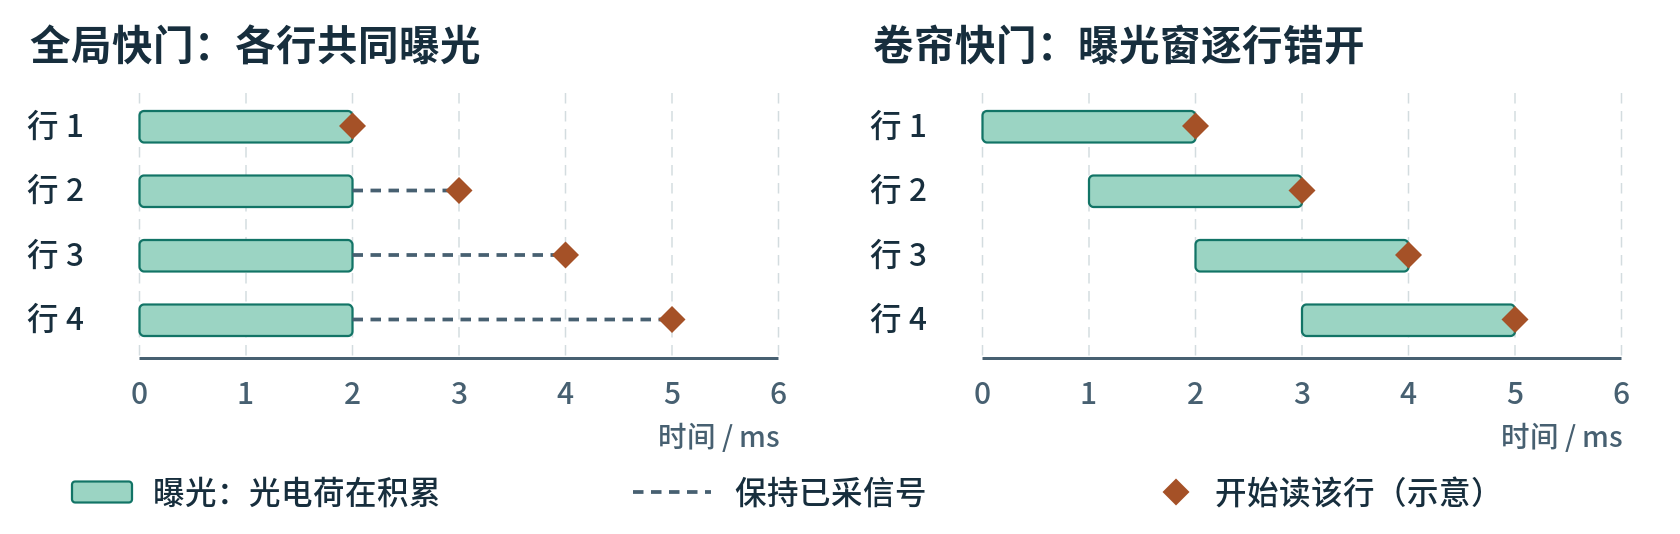 全局快门：各行共同曝光
行 1
行 2
行 3
行 4
0 1 2 3 4 5 6
时间 / ms
卷帘快门：曝光窗逐行错开
行 1
行 2
行 3
行 4
0 1 2 3 4 5 6
时间 / ms
曝光：光电荷在积累
保持已采信号
开始读该行（示意）